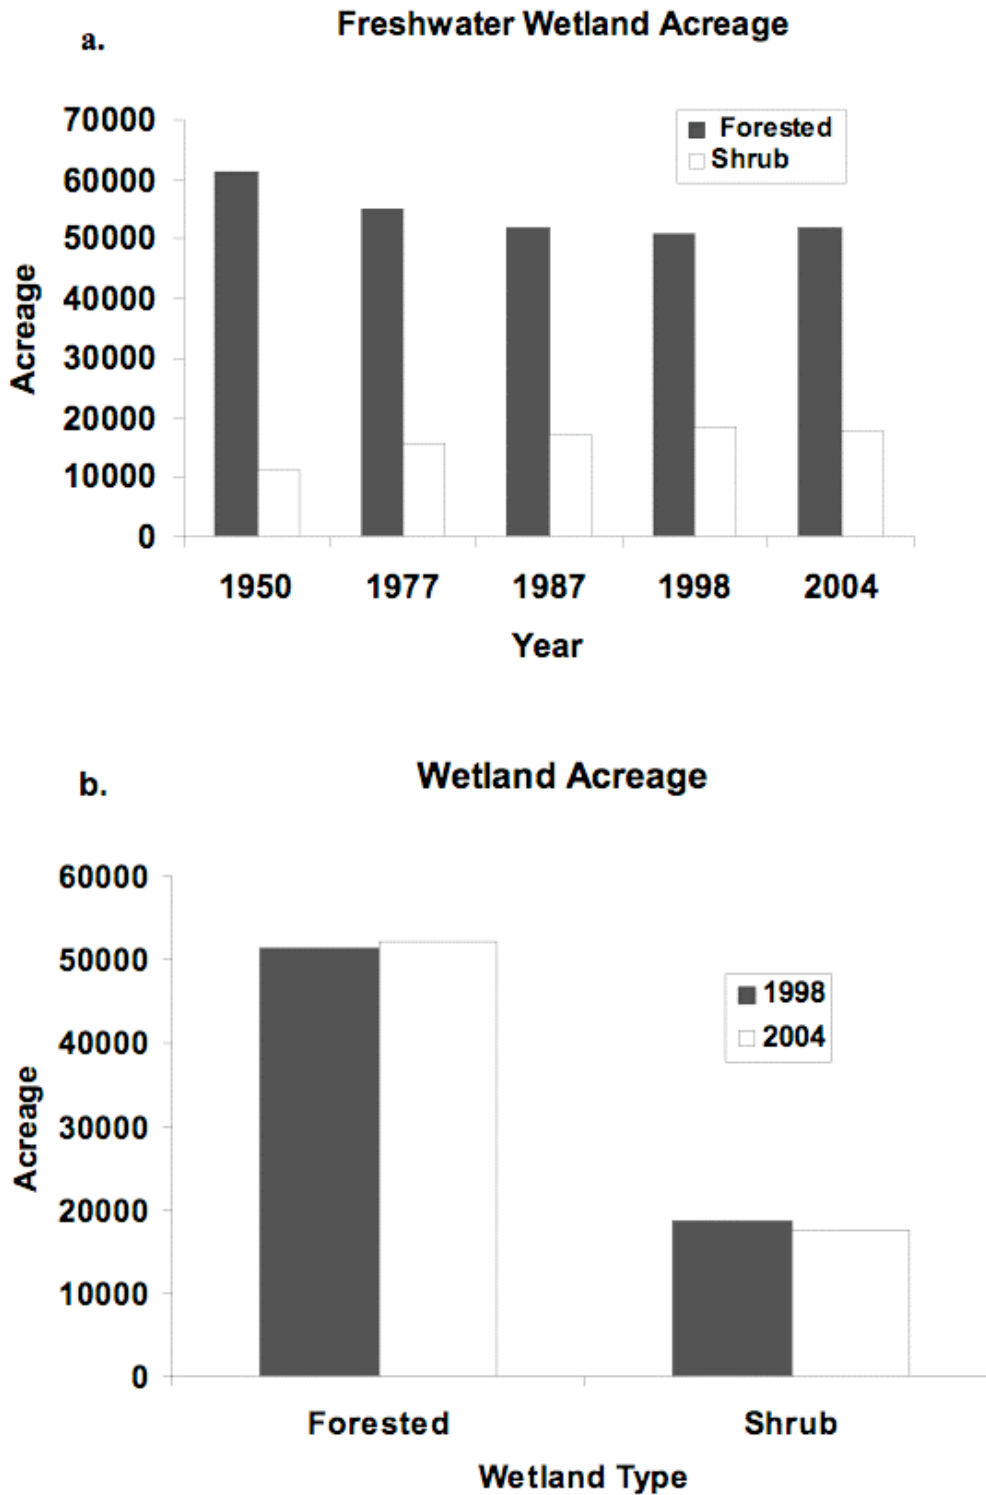 a.
Freshwater Wetland Acreage
70000
60000
50000
40000
30000
20000
10000
0
Acreage
Forested
Shrub
1950 1977 1987 1998 2004
Year
b.
Wetland Acreage
60000
50000
40000
30000
20000
10000
0
Acreage
1998
2004
Forested Shrub
Wetland Type